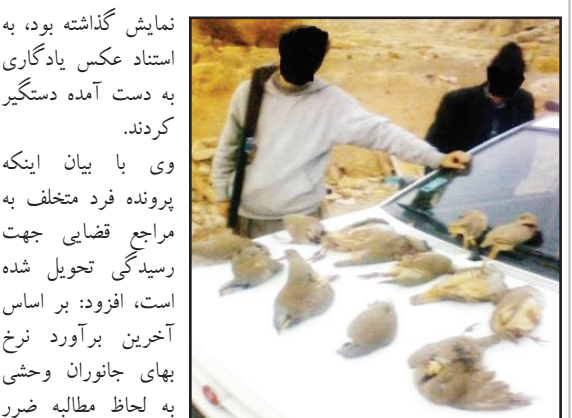 نمایش گذاشته بود، به
استناد عکس یادگاری
به دست آمده دستگیر
کردند.
وی با بیان اینکه
پرونده فرد متخلف به
مراجع قضایی جهت
رسیدگی تحویل شده
است، افزود: بر اساس
آخرین برآورد نرخ
بهای جانوران وحشی
به لحاظ مطالبه ضرر